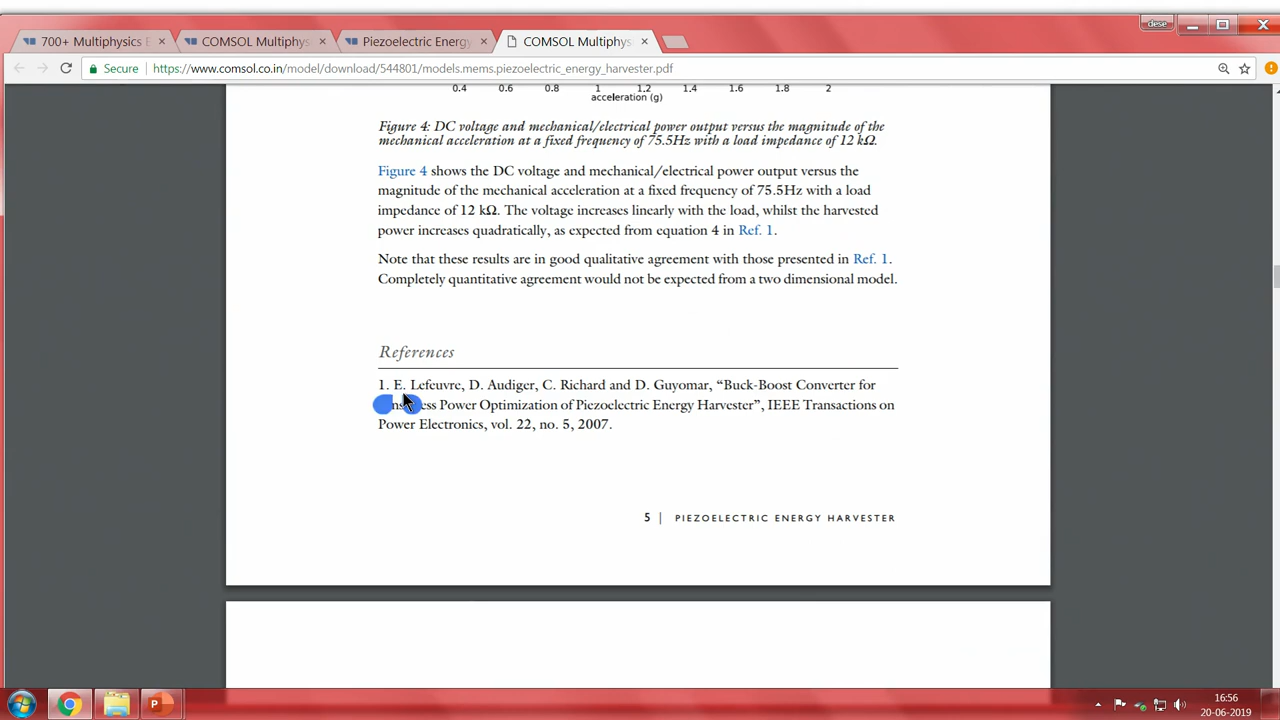 dese
700+ Multiphysics E
COMSOL Multiphys
Piezoelectric Energy
COMSOL Multiphys
Secure
https://www.comsol.co.in/model/download/544801/models.mems.piezoelectric_energy_harvester.pdf
0.4 0.6 0.8 1 1.2 1.4 1.6 1.8 2
acceleration (g)
Figure 4: DC voltage and mechanical/electrical power output versus the magnitude of the
mechanical acceleration at a fixed frequency of 75.5Hz with a load impedance of 12 kΩ.
Figure 4 shows the DC voltage and mechanical/electrical power output versus the
magnitude of the mechanical acceleration at a fixed frequency of 75.5Hz with a load
impedance of 12 kΩ. The voltage increases linearly with the load, whilst the harvested
power increases quadratically, as expected from equation 4 in Ref. 1.
Note that these results are in good qualitative agreement with those presented in Ref. 1.
Completely quantitative agreement would not be expected from a two dimensional model.
References
1. E. Lefeuvre, D. Audiger, C. Richard and D. Guyomar, “Buck-Boost Converter for
Power Optimization of Piezoelectric Energy Harvester”, IEEE Transactions on
Power Electronics, vol. 22, no. 5, 2007.
5 | PIEZOELECTRIC ENERGY HARVESTER
16:56
20-06-2019